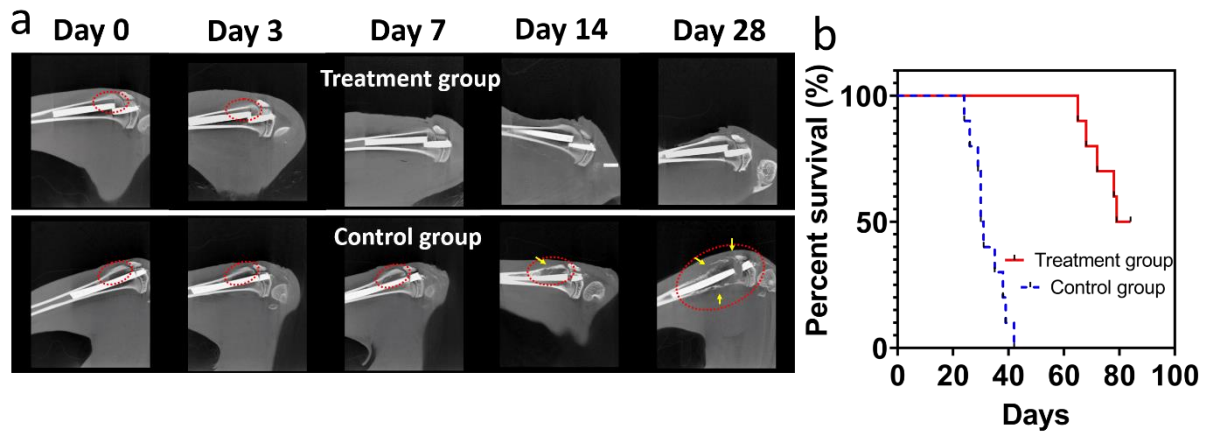 a
Day 0 Day 3 Day 7 Day 14 Day 28
Treatment group
Control group
b
Percent survival (%)
100
50
0
0 20 40 60 80 100
Days
Treatment group
Control group